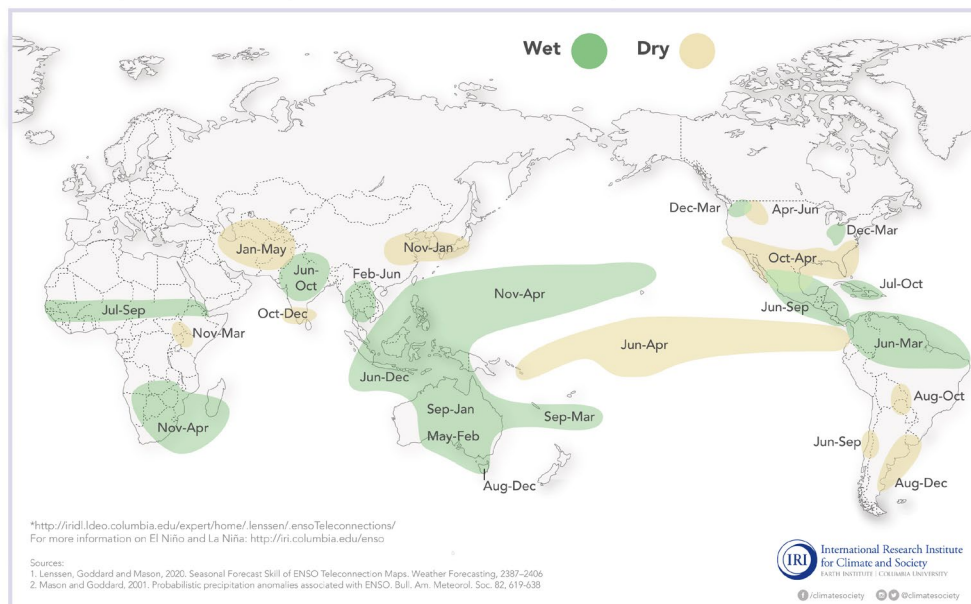 Wet
Dry
Dec-Mar
Apr-Jun
Dec-Mar
Oct-Apr
Jan-May
Nov-Jan
Jun-
Oct
Feb-Jun
Nov-Apr
Jul-Oct
Jun-Sep
Jul-Sep
Oct-Dec
Nov-Mar
Jun-Apr
Jun-Mar
Jun-Dec
Aug-Oct
Sep-Jan
Sep-Mar
Nov-Apr
May-Feb
Jun-Sep
Aug-Dec
Aug-Dec
*http://iridl.ldeo.columbia.edu/expert/home/.lenssen/.ensoTeleconnections/
For more information on El Niño and La Niña: http://iri.columbia.edu/enso
Sources:
1. Lenssen, Goddard and Mason, 2020. Seasonal Forecast Skill of ENSO Teleconnection Maps. Weather Forecasting, 2387–2406
2. Mason and Goddard, 2001. Probabilistic precipitation anomalies associated with ENSO. Bull. Am. Meteorol. Soc. 82, 619-638
IRI
International Research Institute
for Climate and Society
EARTH INSTITUTE | COLUMBIA UNIVERSITY
/climatesociety
@climatesociety